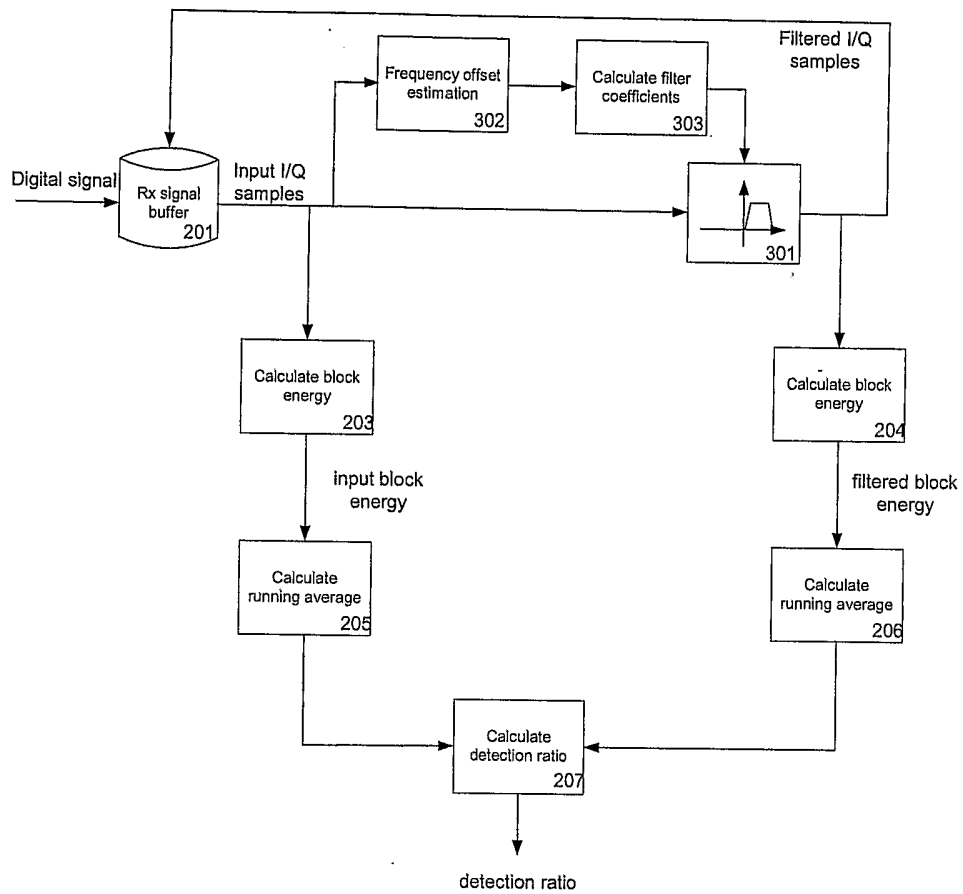 Filtered I/Q
samples
Frequency offset
estimation
302
Calculate filter
coefficients
303
Digital signal
Rx signal
buffer
201
Input I/Q
samples
301
Calculate block
energy
203
Calculate block
energy
204
input block
energy
filtered block
energy
Calculate
running average
205
Calculate
running average
206
Calculate
detection ratio
207
detection ratio